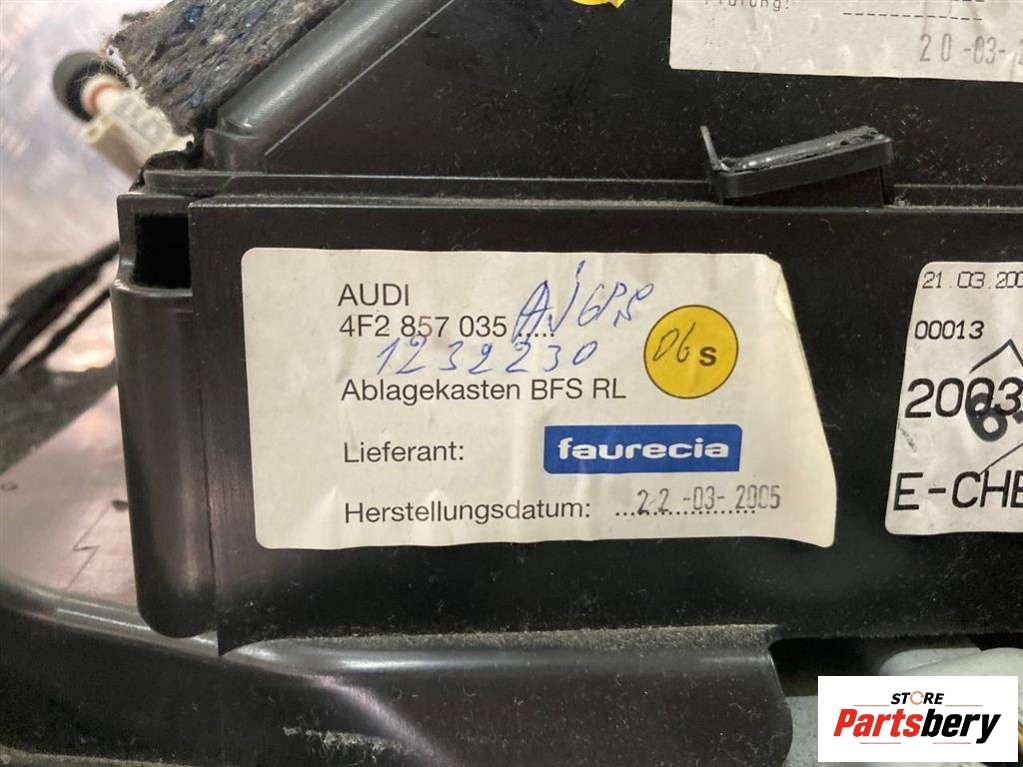 Prüfung:
20-03-
AUDI
4F2 857 035
1232230
Ablagekasten BFS RL
06 s
Lieferant: faurecia
Herstellungsdatum: 22-03-2005
21.03.200
00013
2003
E-CHE
STORE
Partsbery